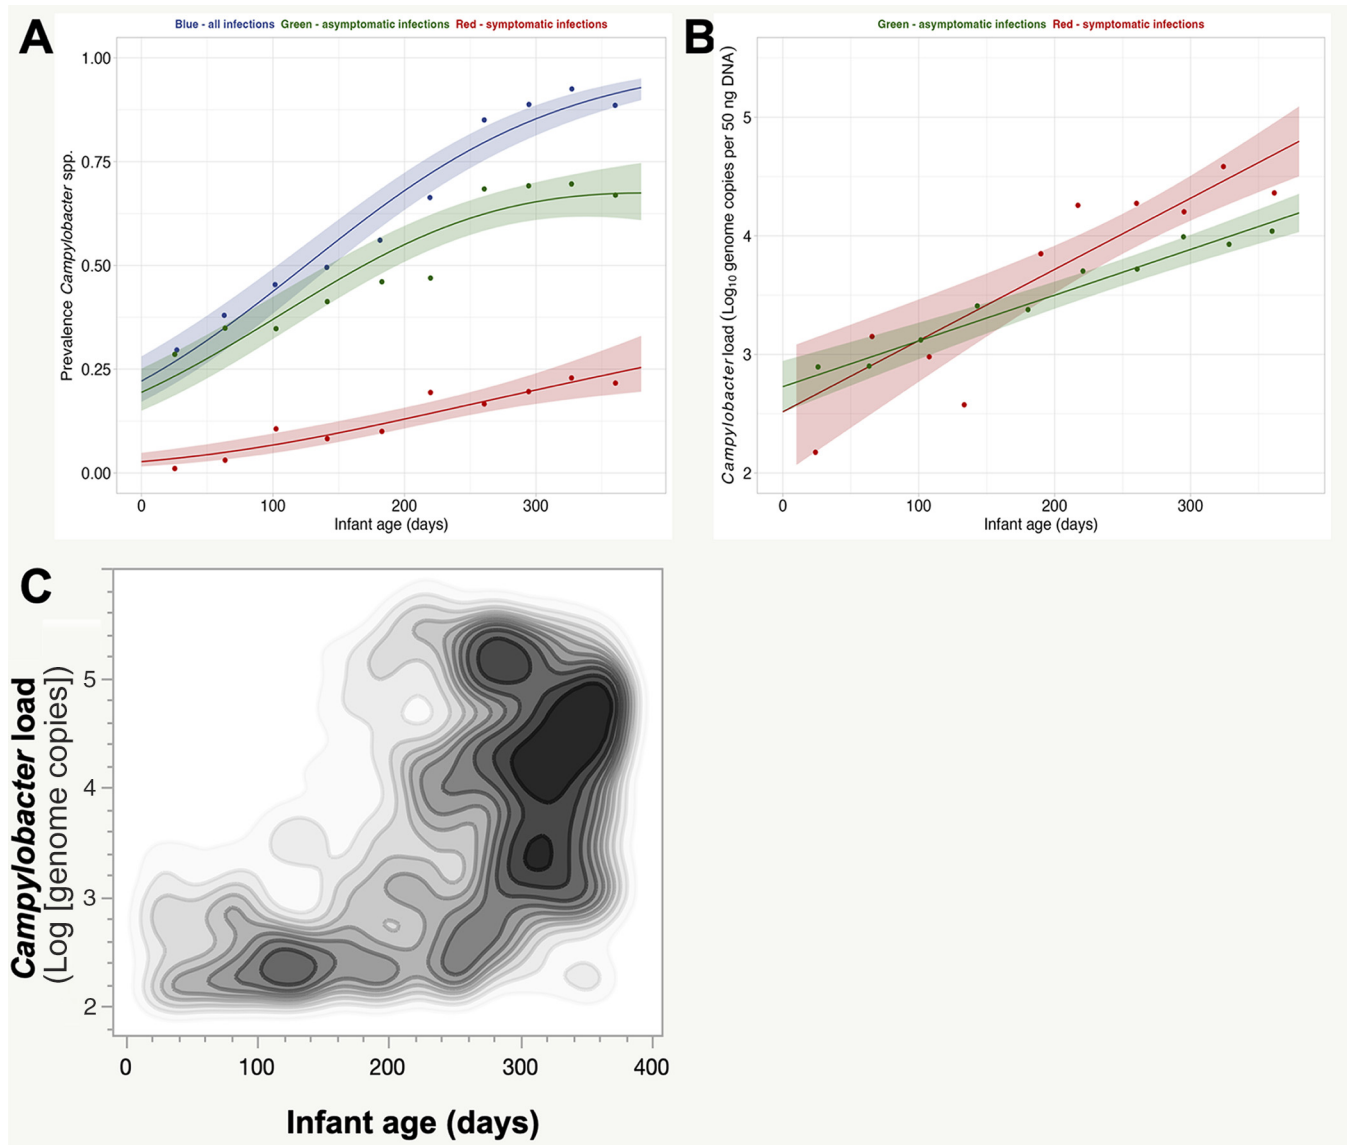 A
Blue - all infections Green - asymptomatic infections Red - symptomatic infections
Prevalence Campylobacter spp.
1.00
0.75
0.50
0.25
0.00
0 100 200 300
Infant age (days)
B
Green - asymptomatic infections Red - symptomatic infections
Campylobacter load (Log₁₀ genome copies per 50 ng DNA)
5
4
3
2
0 100 200 300
Infant age (days)
C
Campylobacter load
(Log [genome copies])
5
4
3
2
0 100 200 300 400
Infant age (days)